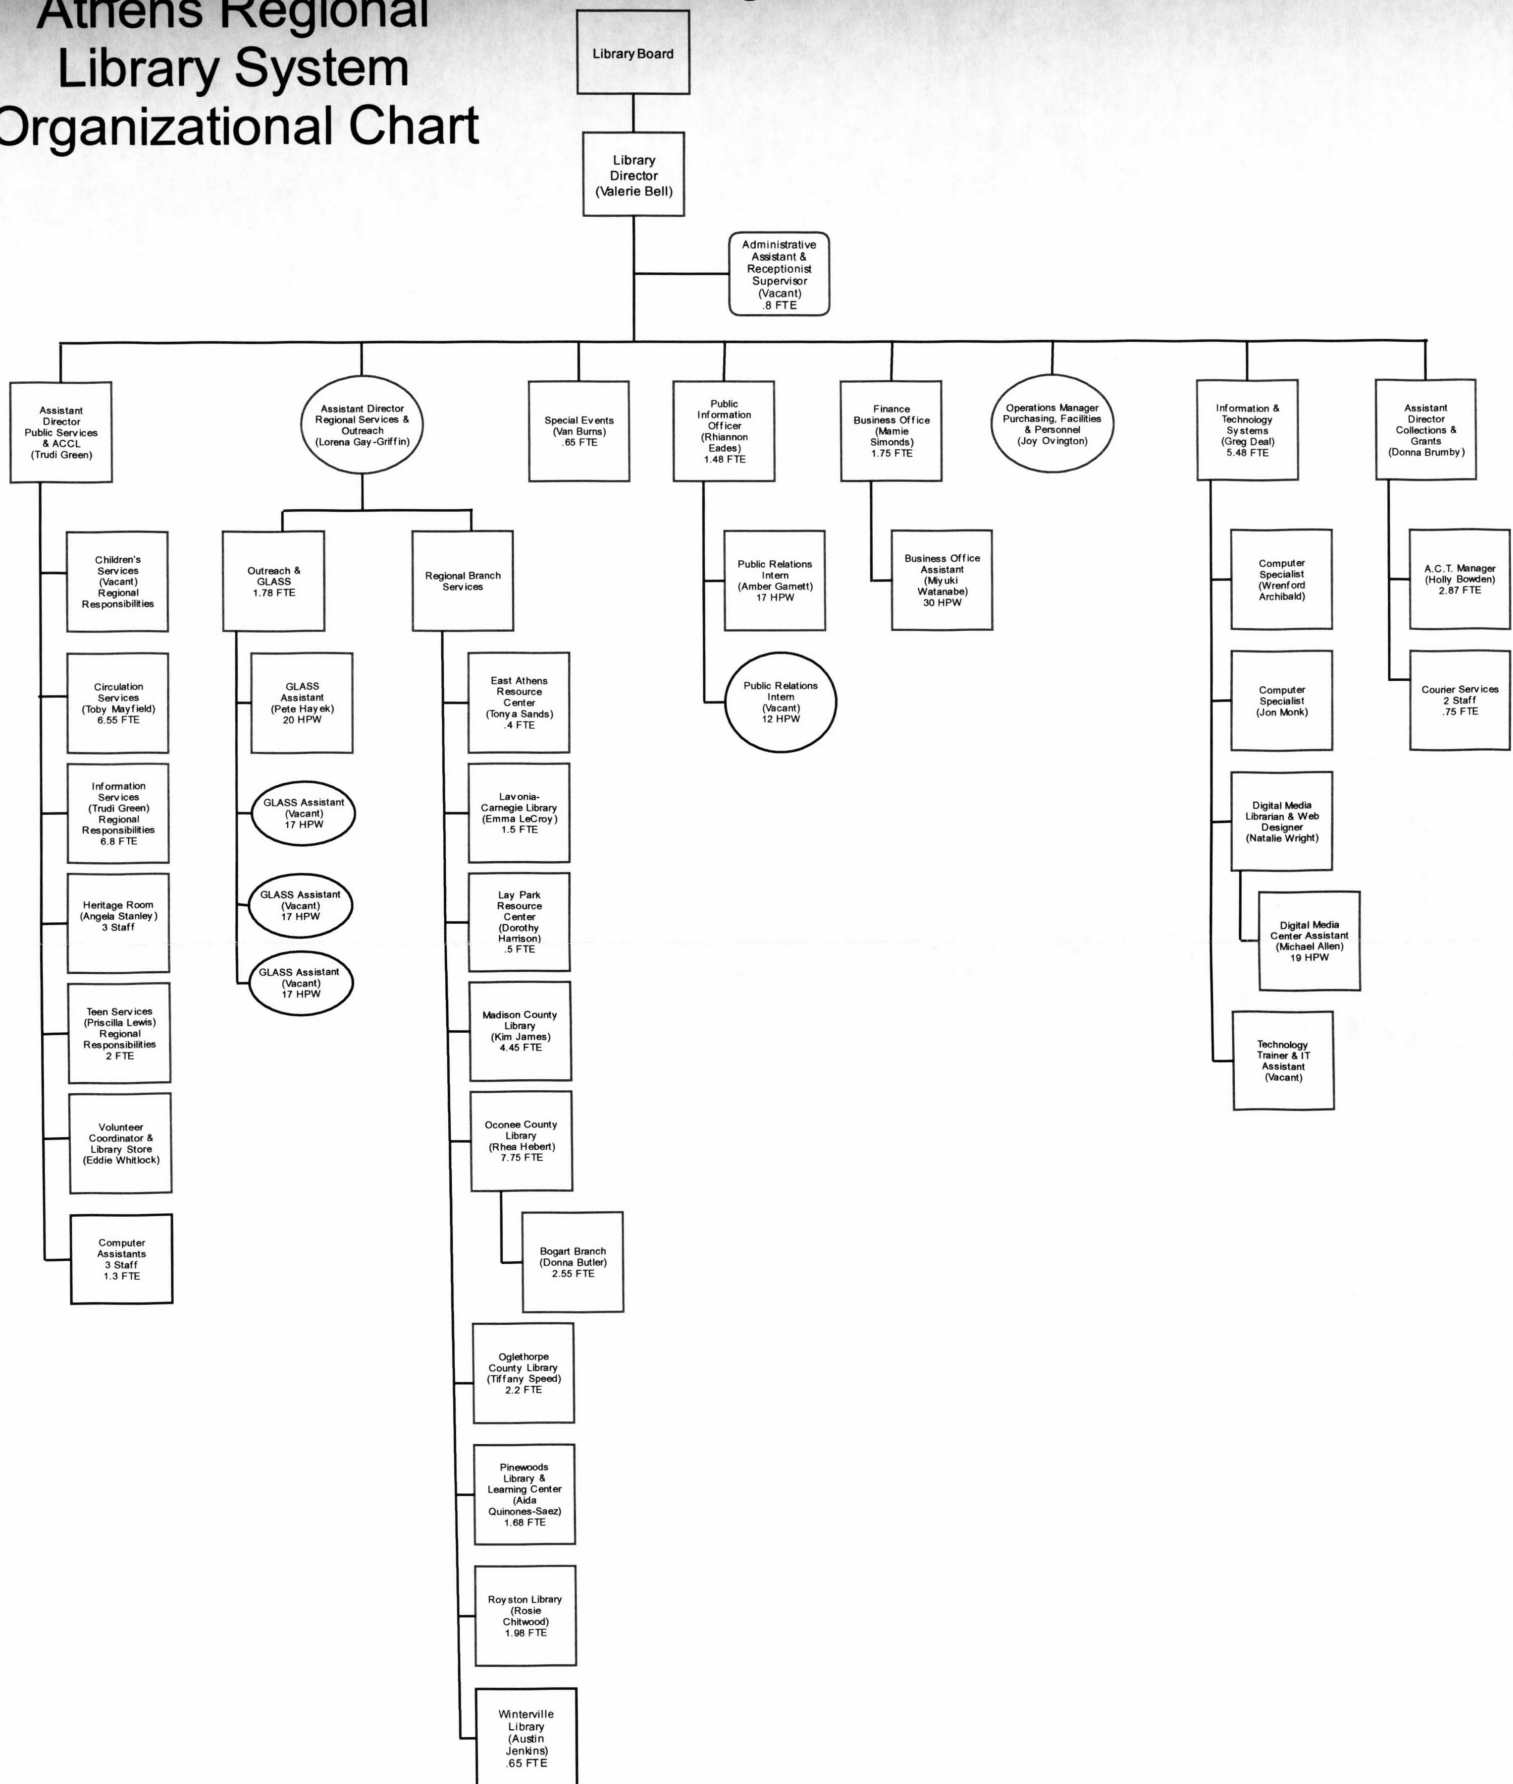 Athens Regional
Library System
Organizational Chart
Library Board
Library
Director
(Valerie Bell)
Administrative
Assistant &
Receptionist
Supervisor
(Vacant)
.8 FTE
Assistant
Director
Public Services
& ACCL
(Trudi Green)
Assistant Director
Regional Services &
Outreach
(Lorena Gay-Griffin)
Special Events
(Van Burns)
.65 FTE
Public
Information
Officer
(Rhiannon
Eades)
1.48 FTE
Finance
Business Office
(Mamie
Simonds)
1.75 FTE
Operations Manager
Purchasing, Facilities
& Personnel
(Joy Ovington)
Information &
Technology
Systems
(Greg Deal)
5.48 FTE
Assistant
Director
Collections &
Grants
(Donna Brumby)
Children's
Services
(Vacant)
Regional
Responsibilities
Circulation
Services
(Toby Mayfield)
6.55 FTE
Information
Services
(Trudi Green)
Regional
Responsibilities
6.8 FTE
Heritage Room
(Angela Stanley)
3 Staff
Teen Services
(Priscilla Lewis)
Regional
Responsibilities
2 FTE
Volunteer
Coordinator &
Library Store
(Eddie Whitlock)
Computer
Assistants
3 Staff
1.3 FTE
Outreach &
GLASS
1.78 FTE
GLASS
Assistant
(Pete Hayek)
20 HPW
GLASS Assistant
(Vacant)
17 HPW
GLASS Assistant
(Vacant)
17 HPW
GLASS Assistant
(Vacant)
17 HPW
Regional Branch
Services
East Athens
Resource
Center
(Tonya Sands)
.4 FTE
Lavonia-
Carnegie Library
(Emma LeCroy)
1.5 FTE
Lay Park
Resource
Center
(Dorothy
Harrison)
.5 FTE
Madison County
Library
(Kim James)
4.45 FTE
Oconee County
Library
(Rhea Hebert)
7.75 FTE
Bogart Branch
(Donna Butler)
2.55 FTE
Oglethorpe
County Library
(Tiffany Speed)
2.2 FTE
Pinewoods
Library &
Learning Center
(Aida
Quinones-Saez)
1.68 FTE
Royston Library
(Rosie
Chitwood)
1.98 FTE
Winterville
Library
(Austin
Jenkins)
.65 FTE
Public Relations
Intern
(Amber Garnett)
17 HPW
Public Relations
Intern
(Vacant)
12 HPW
Business Office
Assistant
(Miyuki
Watanabe)
30 HPW
Computer
Specialist
(Wrenford
Archibald)
Computer
Specialist
(Jon Monk)
Digital Media
Librarian & Web
Designer
(Natalie Wright)
Digital Media
Center Assistant
(Michael Allen)
19 HPW
Technology
Trainer & IT
Assistant
(Vacant)
A.C.T. Manager
(Holly Bowden)
2.87 FTE
Courier Services
2 Staff
.75 FTE